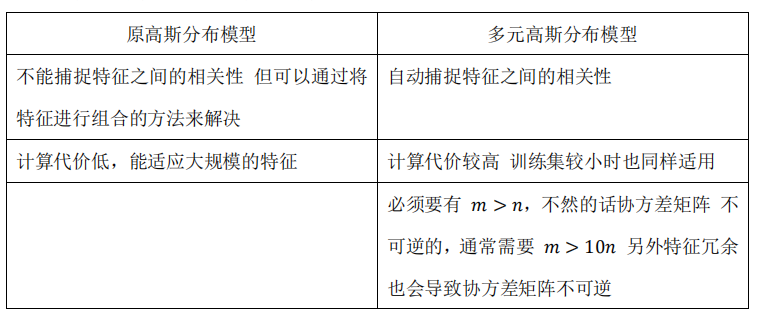 原高斯分布模型
多元高斯分布模型
不能捕捉特征之间的相关性 但可以通过将
特征进行组合的方法来解决
自动捕捉特征之间的相关性
计算代价低，能适应大规模的特征
计算代价较高 训练集较小时也同样适用
必须要有 m > n，不然的话协方差矩阵 不
可逆的，通常需要 m > 10n 另外特征冗余
也会导致协方差矩阵不可逆